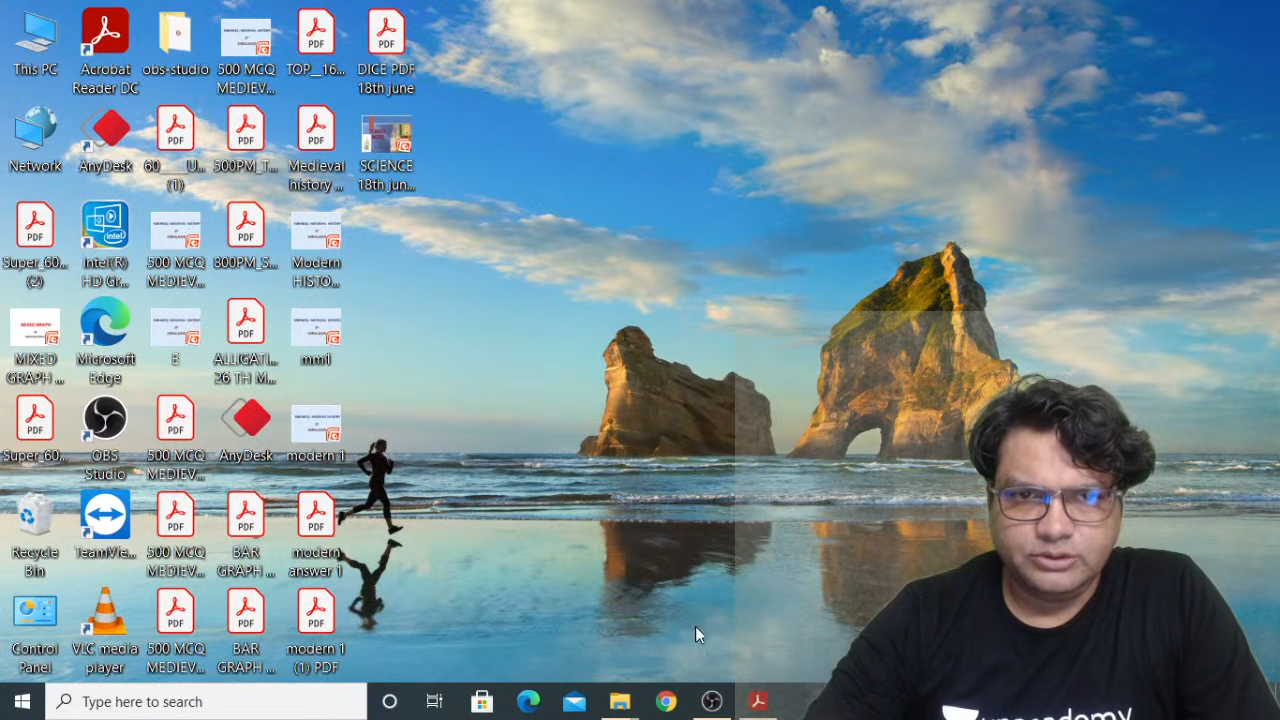 This PC
Acrobat
Reader DC
obs-studio
500 MCQ
MEDIEV...
TOP__16...
DICE PDF
18th june
Network
AnyDesk
60____U...
(1)
500PM_T...
Medieval
history ...
SCIENCE
18th jun...
Super_60...
(2)
Intel(R)
HD Gr...
500 MCQ
MEDIEV...
800PM_S...
Modern
HISTO...
MIXED
GRAPH ...
Microsoft
Edge
E
ALLIGATI...
26 TH M...
mm1
Super_60...
OBS
Studio
500 MCQ
MEDIEV...
AnyDesk
modern 1
Recycle
Bin
TeamVie...
500 MCQ
MEDIEV...
BAR
GRAPH ...
modern
answer 1
Control
Panel
VLC media
player
500 MCQ
MEDIEV...
BAR
GRAPH ...
modern 1
(1) PDF
Type here to search
unacademy